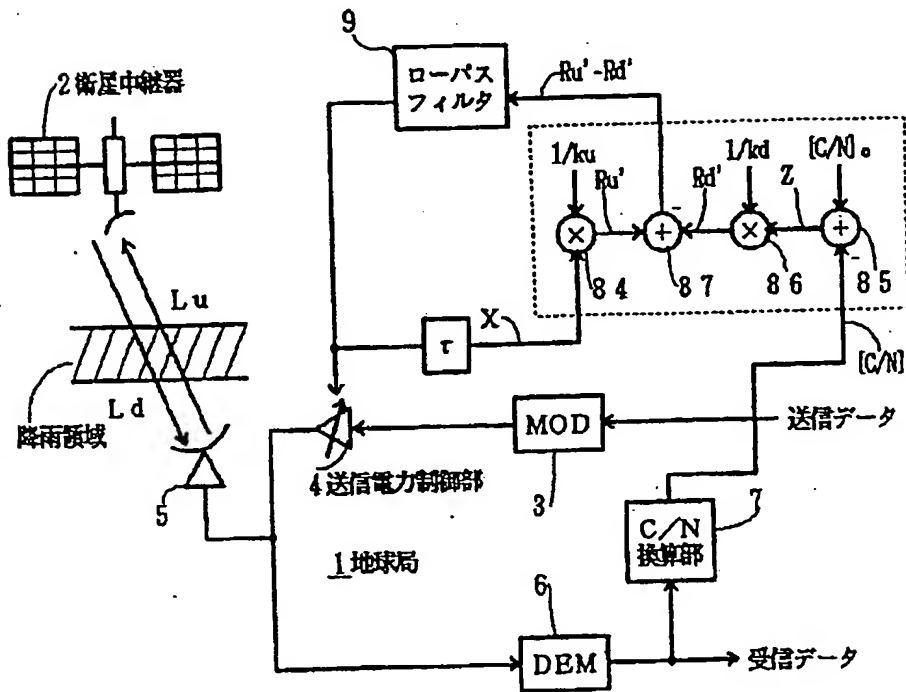 9
ローパス
フィルタ
Ru'-Rd'
2衛星中継器
1/ku
1/kd
[C/N]。
Ru'
Rd'
Z
×
+
-
×
+
-
84
87
86
85
Lu
Ld
降雨領域
τ
X
[C/N]
MOD
送信データ
3
4送信電力制御部
5
7
C/N
換算部
1地球局
6
DEM
受信データ